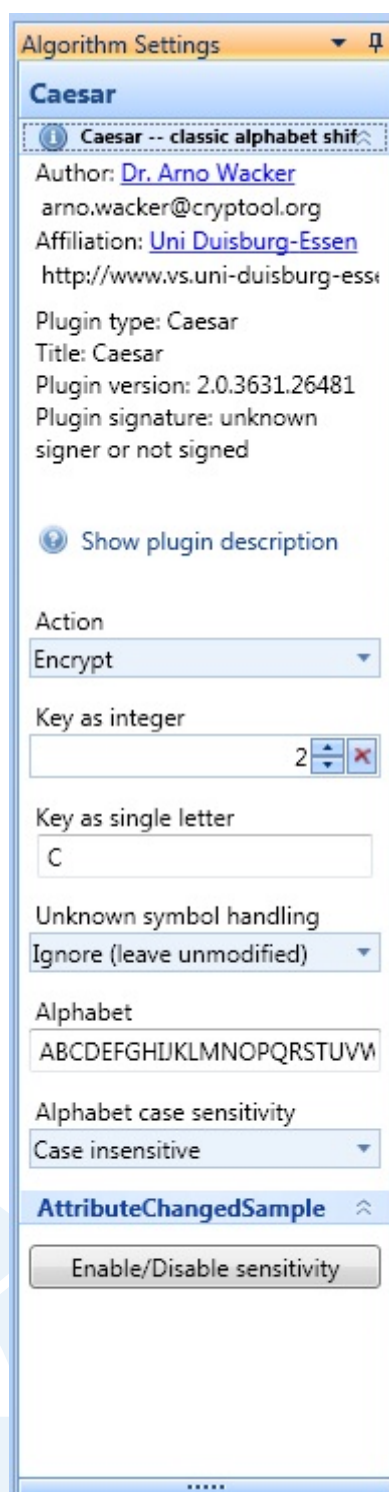 Algorithm Settings
Caesar
Caesar -- classic alphabet shif
Author: Dr. Arno Wacker
arno.wacker@cryptool.org
Affiliation: Uni Duisburg-Essen
http://www.vs.uni-duisburg-esse
Plugin type: Caesar
Title: Caesar
Plugin version: 2.0.3631.26481
Plugin signature: unknown
signer or not signed
Show plugin description
Action
Encrypt
Key as integer
2
Key as single letter
C
Unknown symbol handling
Ignore (leave unmodified)
Alphabet
ABCDEFGHIJKLMNOPQRSTUVW
Alphabet case sensitivity
Case insensitive
AttributeChangedSample
Enable/Disable sensitivity